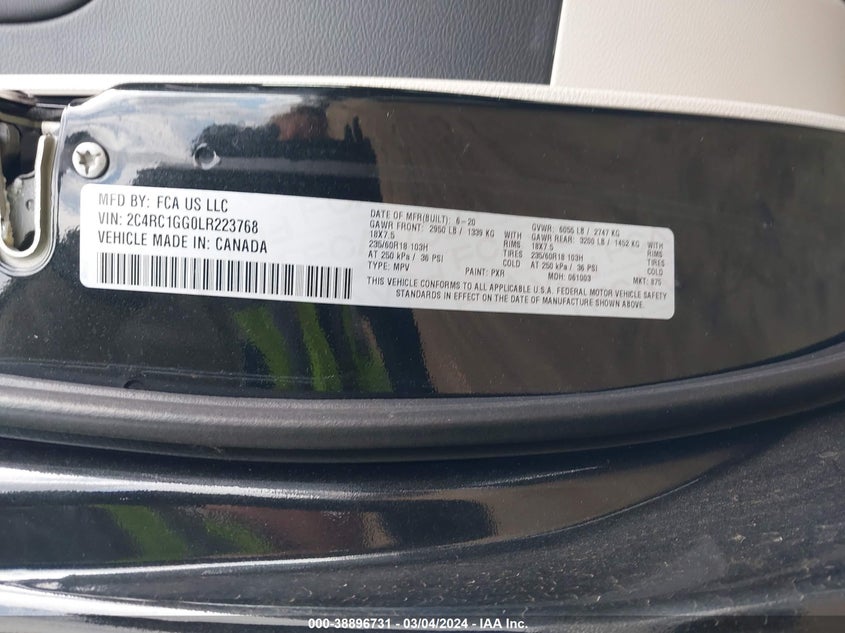 MFD BY: FCA US LLC
VIN: 2C4RC1GG0LR223768
VEHICLE MADE IN: CANADA
DATE OF MFR(BUILT): 6-20 GVWR: 6055 LB / 2747 KG
GAWR FRONT: 2950 LB / 1339 KG WITH GAWR REAR: 3200 LB / 1452 KG WITH
18X7.5 RIMS 18X7.5 RIMS
235/60R18 103H TIRES 235/60R18 103H TIRES
AT 250 kPa / 36 PSI COLD AT 250 kPa / 36 PSI COLD
TYPE: MPV PAINT: PXR MDH: 061003 MKT: 875
THIS VEHICLE CONFORMS TO ALL APPLICABLE U.S.A. FEDERAL MOTOR VEHICLE SAFETY
STANDARDS IN EFFECT ON THE DATE OF MANUFACTURE SHOWN ABOVE.
000-38896731 - 03/04/2024 - IAA Inc.